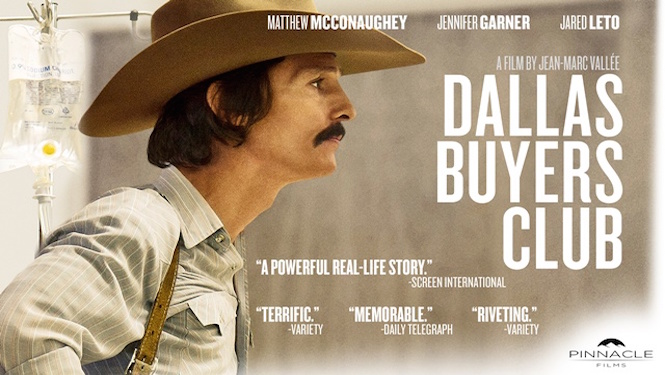 MATTHEW MCCONAUGHEY JENNIFER GARNER JARED LETO
A FILM BY JEAN-MARC VALLÉE
DALLAS
BUYERS
CLUB
“A POWERFUL REAL-LIFE STORY.”
-SCREEN INTERNATIONAL
“TERRIFIC.” “MEMORABLE.” “RIVETING.”
-VARIETY -DAILY TELEGRAPH -VARIETY
PINNACLE
FILMS